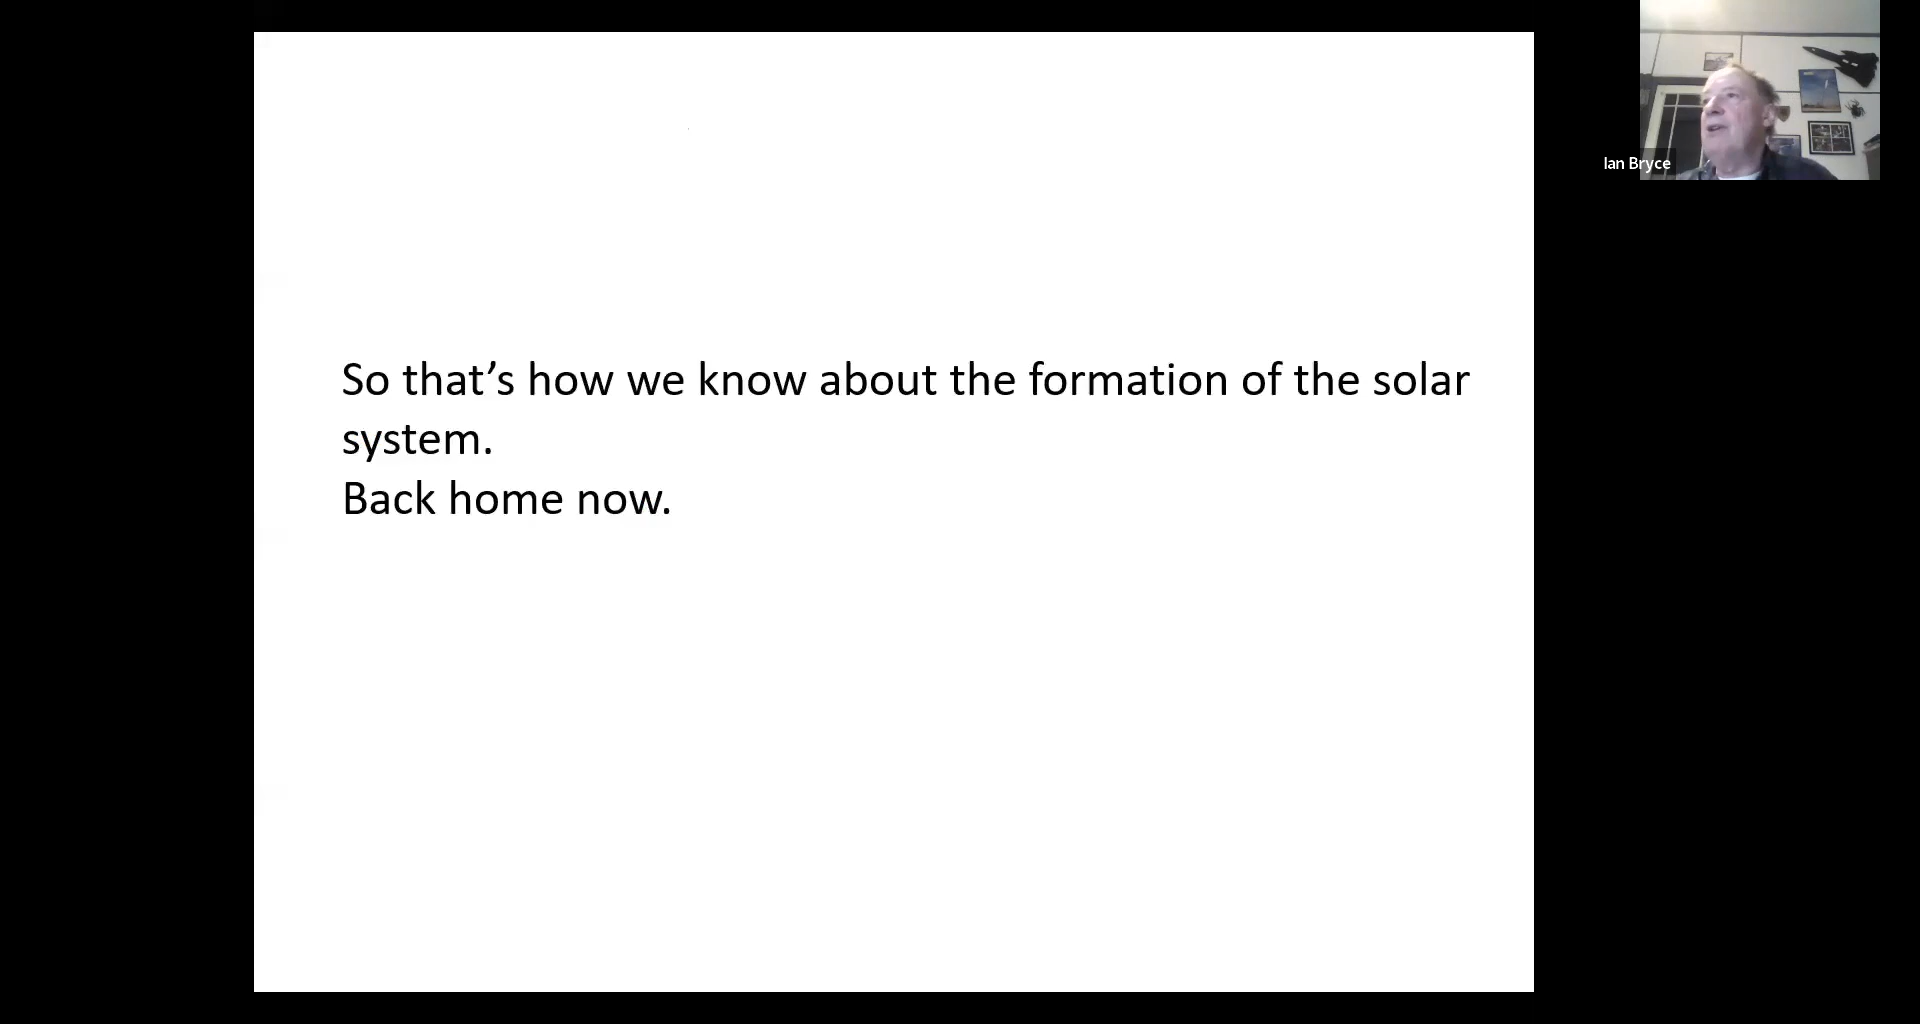 So that’s how we know about the formation of the solar
system.
Back home now.
Ian Bryce